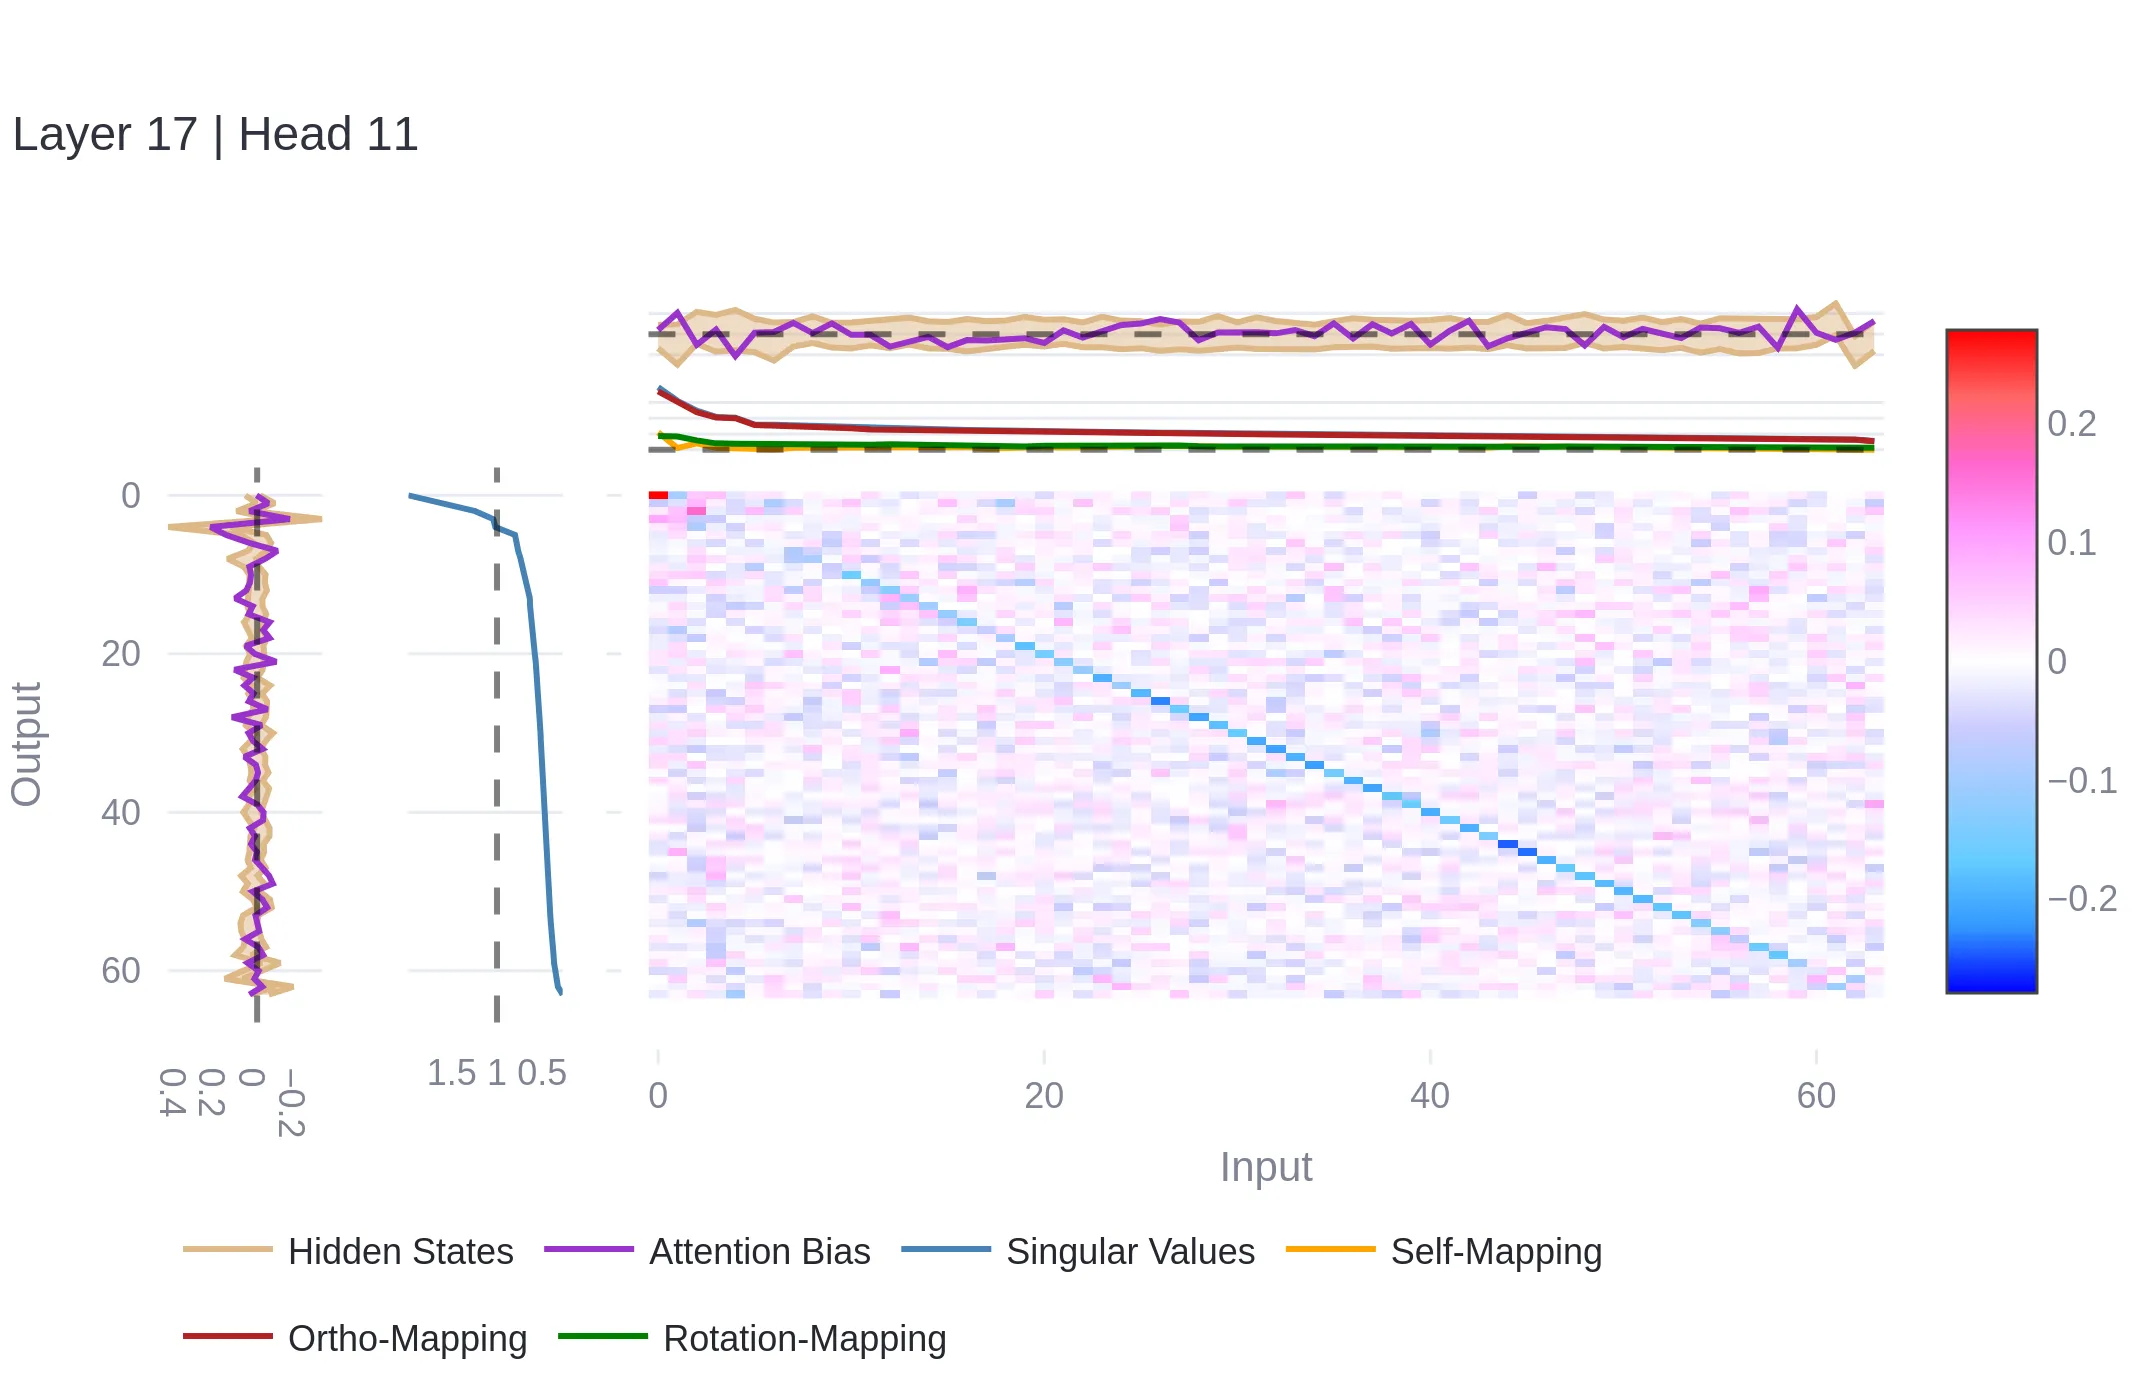 Layer 17 | Head 11
0
20
40
60
Output
0.4
0.2
0
−0.2
1.5 1 0.5
0 20 40 60
Input
0.2
0.1
0
−0.1
−0.2
Hidden States Attention Bias Singular Values Self-Mapping
Ortho-Mapping Rotation-Mapping